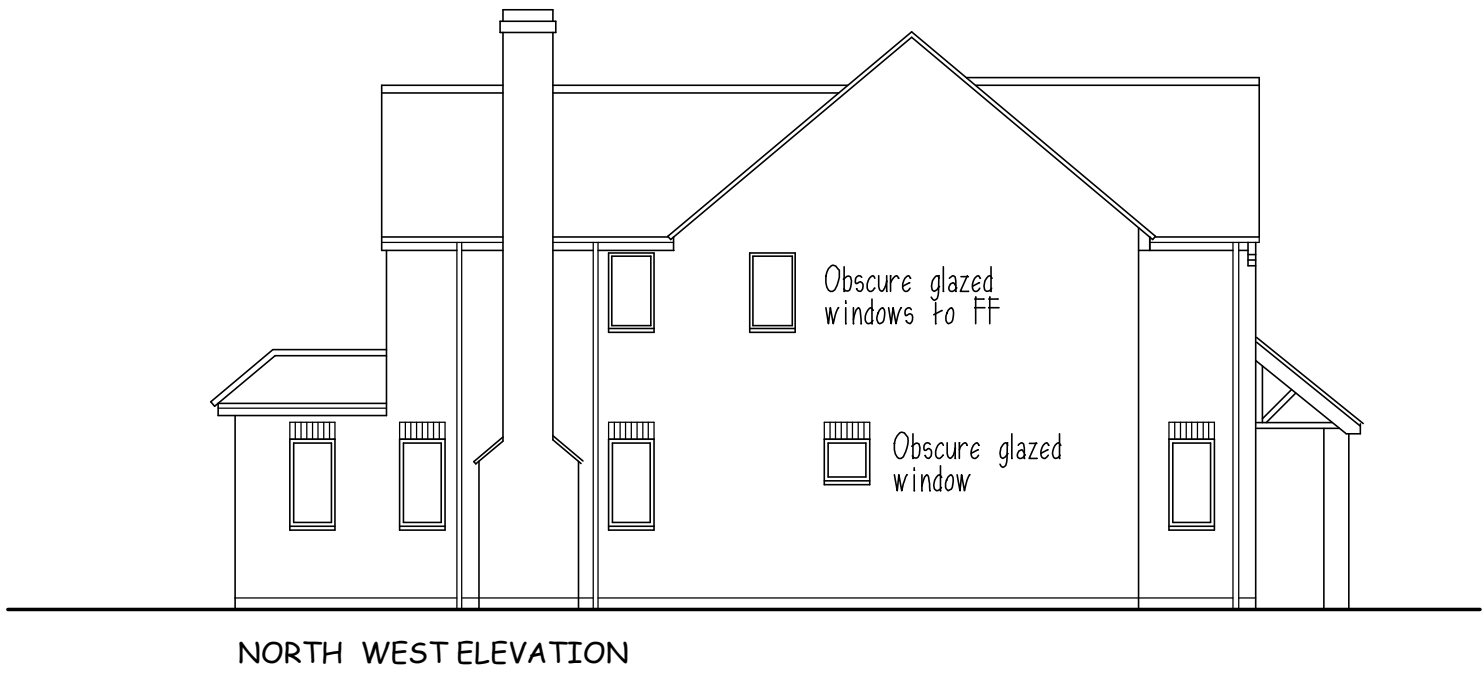 Obscure glazed
windows to FF
Obscure glazed
window
NORTH WEST ELEVATION